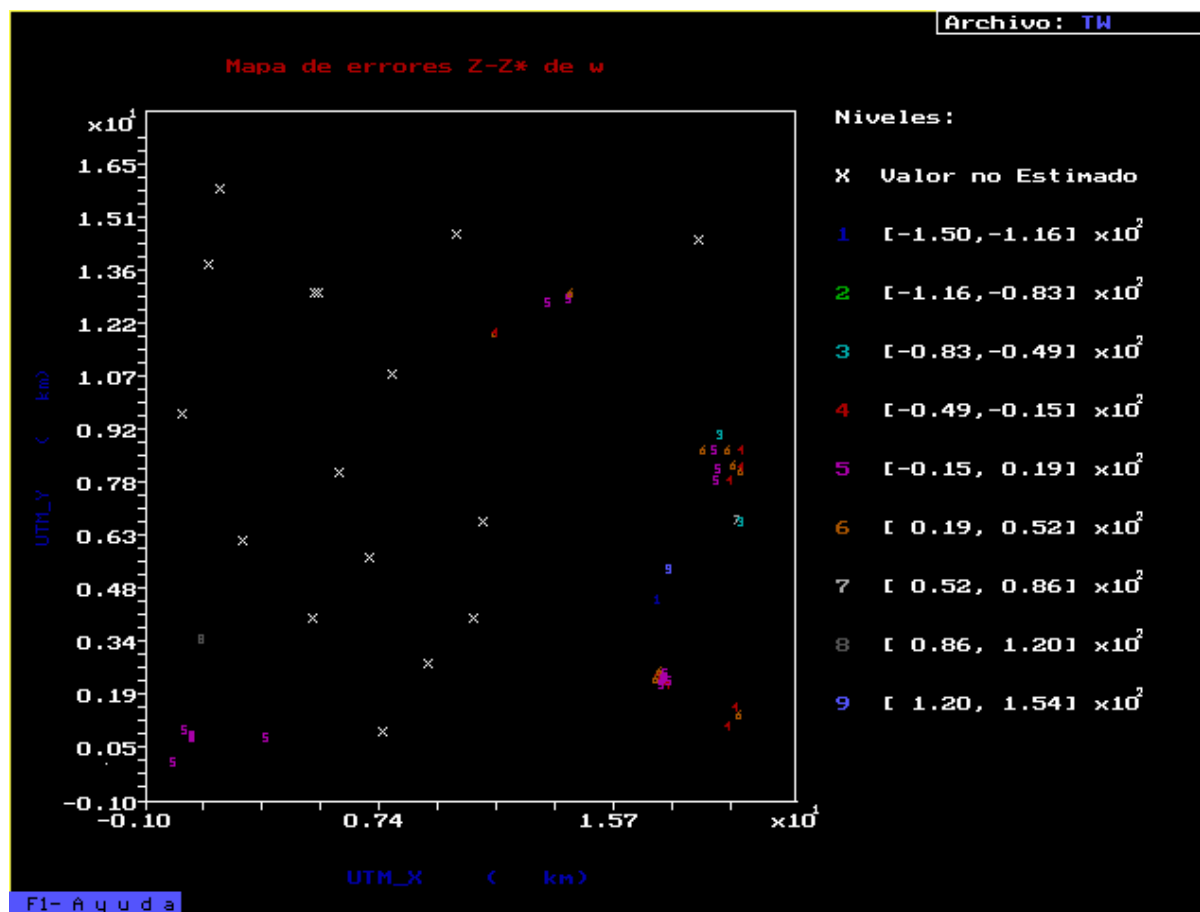 Archivo: TW
Mapa de errores Z-Z* de w
x10¹
1.65
1.51
1.36
1.22
1.07
0.92
0.78
0.63
0.48
0.34
0.19
0.05
-0.10
UTM_Y ( km)
-0.10 0.74 1.57 x10¹
UTM_X ( km)
Niveles:
X Valor no Estimado
1 [-1.50,-1.16] x10²
2 [-1.16,-0.83] x10²
3 [-0.83,-0.49] x10²
4 [-0.49,-0.15] x10²
5 [-0.15, 0.19] x10²
6 [ 0.19, 0.52] x10²
7 [ 0.52, 0.86] x10²
8 [ 0.86, 1.20] x10²
9 [ 1.20, 1.54] x10²
F1- A y u d a